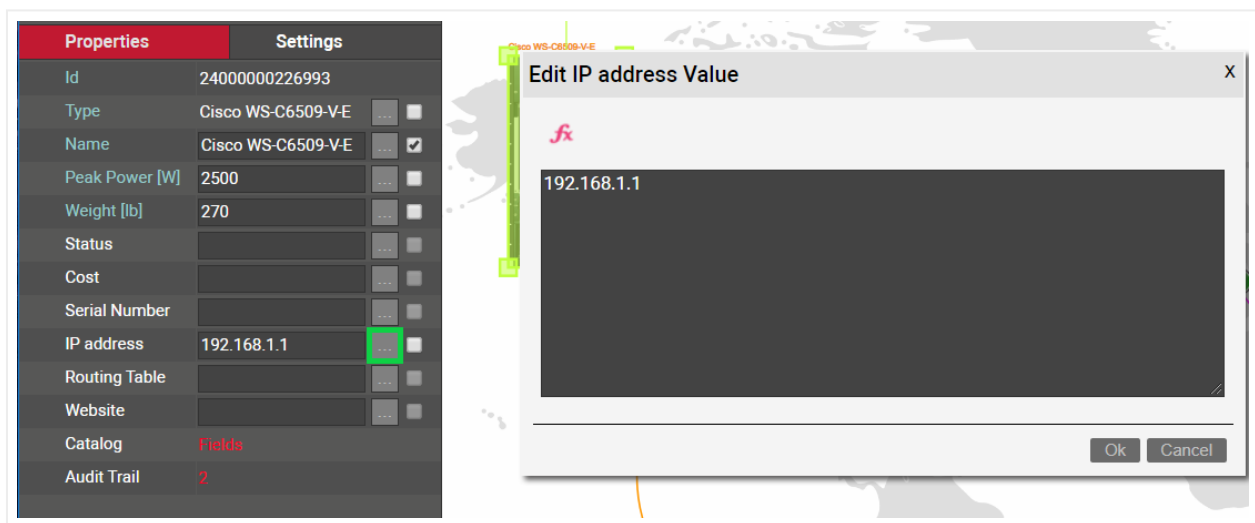 Properties Settings
Id 24000000226993
Type Cisco WS-C6509-V-E ...
Name Cisco WS-C6509-V-E ...
Peak Power [W] 2500 ...
Weight [lb] 270 ...
Status ...
Cost ...
Serial Number ...
IP address 192.168.1.1 ...
Routing Table ...
Website ...
Catalog Fields
Audit Trail 2
Cisco WS-C6509-V-E
Edit IP address Value X
fx
192.168.1.1
Ok Cancel